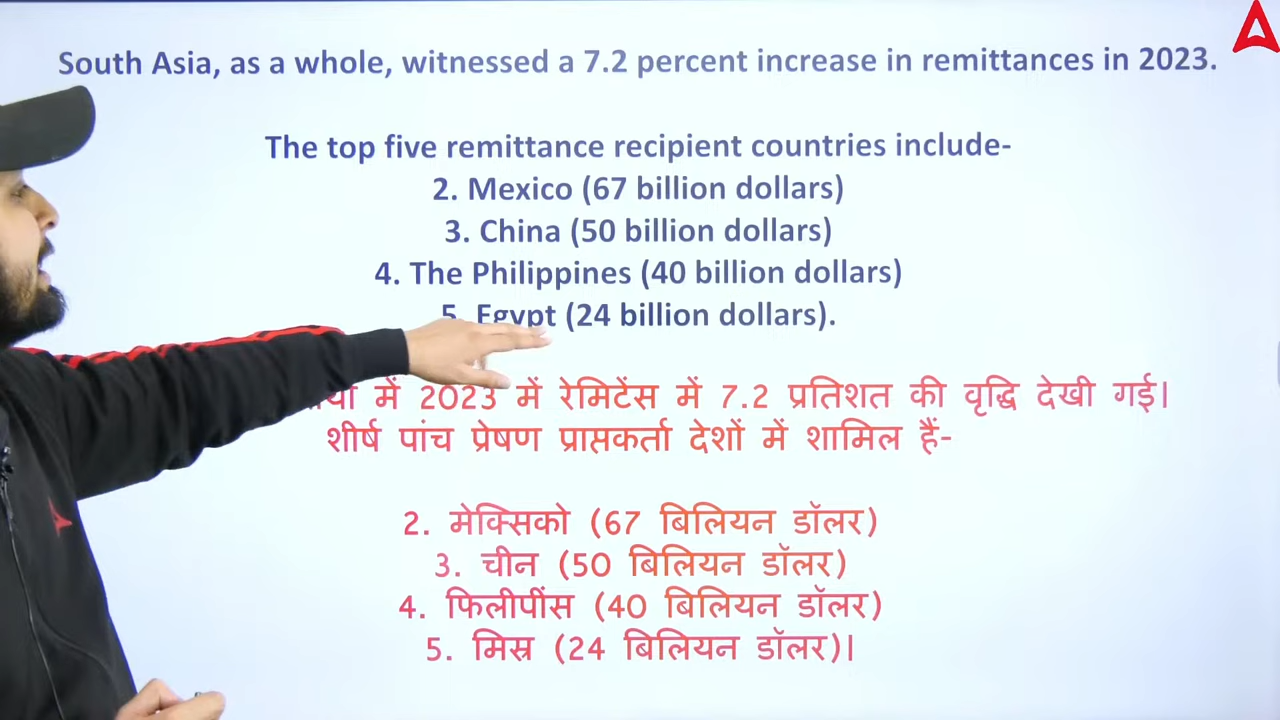 South Asia, as a whole, witnessed a 7.2 percent increase in remittances in 2023.
The top five remittance recipient countries include-
2. Mexico (67 billion dollars)
3. China (50 billion dollars)
4. The Philippines (40 billion dollars)
5. Egypt (24 billion dollars).
में 2023 में रेमिटेंस में 7.2 प्रतिशत की वृद्धि देखी गई।
शीर्ष पांच प्रेषण प्राप्तकर्ता देशों में शामिल हैं-
2. मेक्सिको (67 बिलियन डॉलर)
3. चीन (50 बिलियन डॉलर)
4. फिलीपींस (40 बिलियन डॉलर)
5. मिस्र (24 बिलियन डॉलर)।